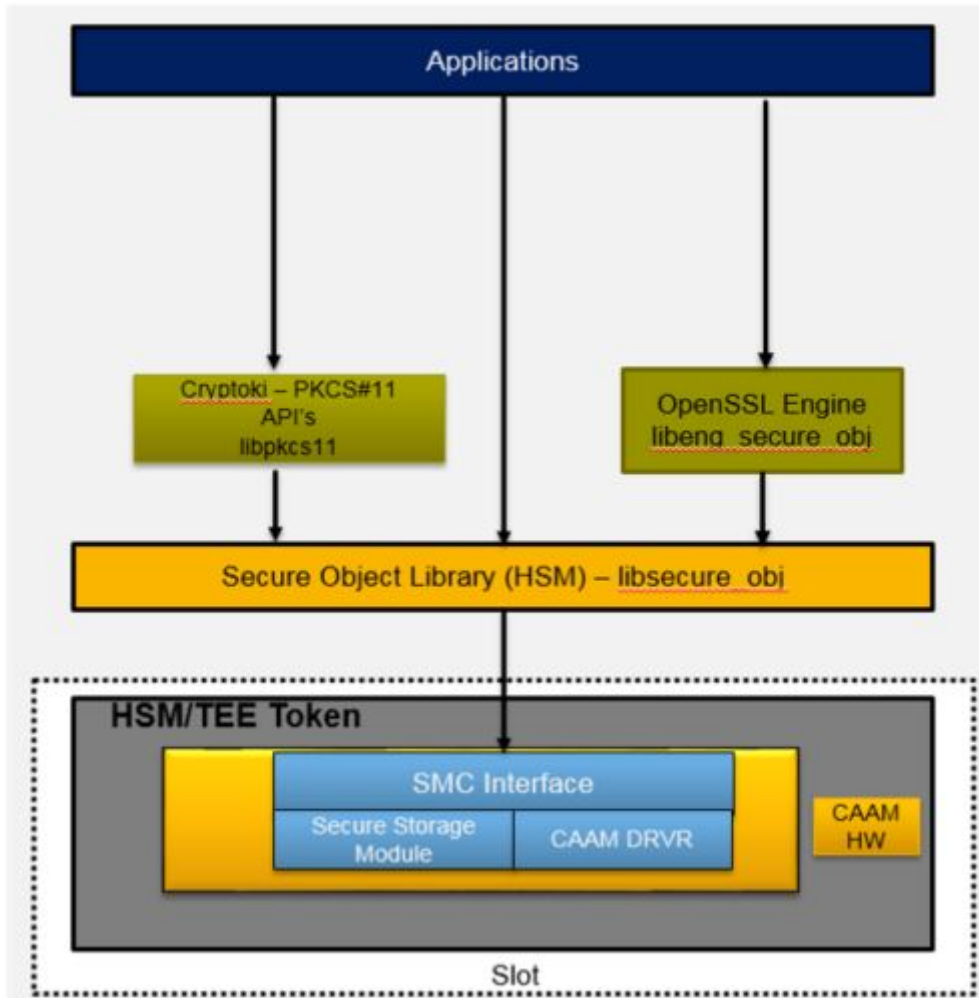 Applications
Cryptoki – PKCS#11
API's
libpkcs11
OpenSSL Engine
libeng_secure_obj
Secure Object Library (HSM) – libsecure_obj
HSM/TEE Token
SMC Interface
Secure Storage
Module
CAAM DRVR
CAAM
HW
Slot